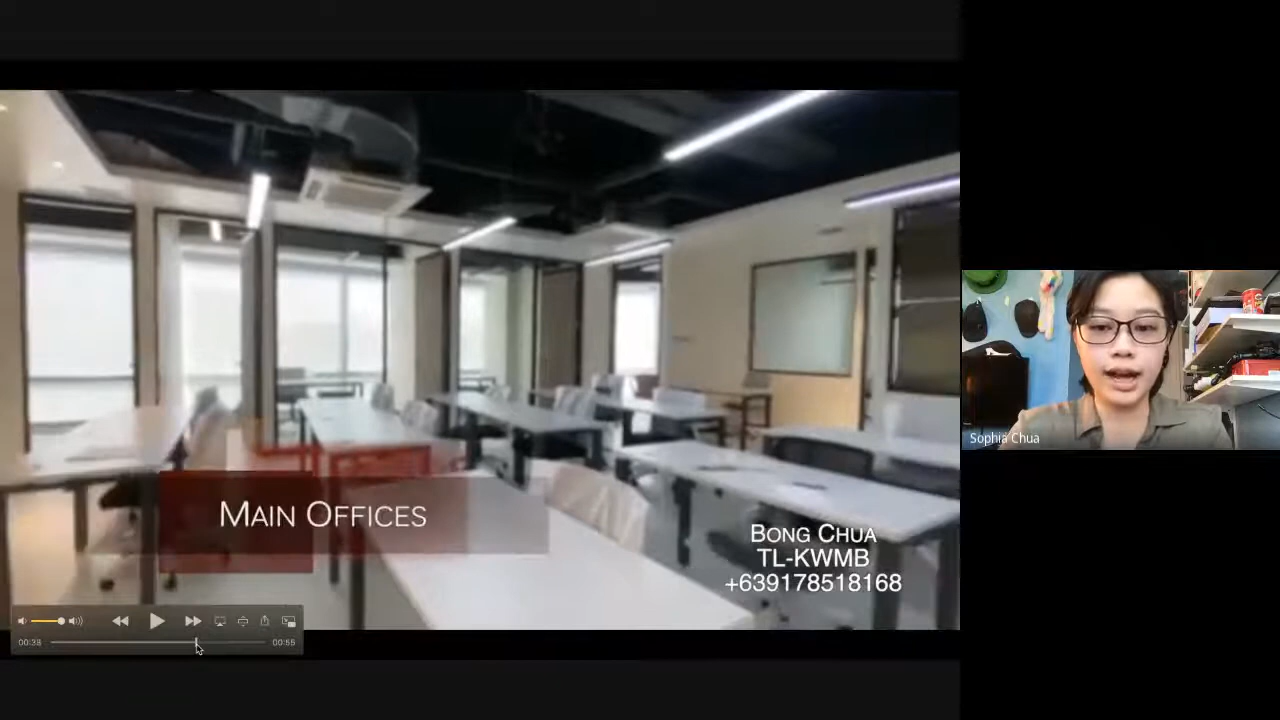 MAIN OFFICES
BONG CHUA
TL-KWMB
+639178518168
00:38
00:55
Sophia Chua